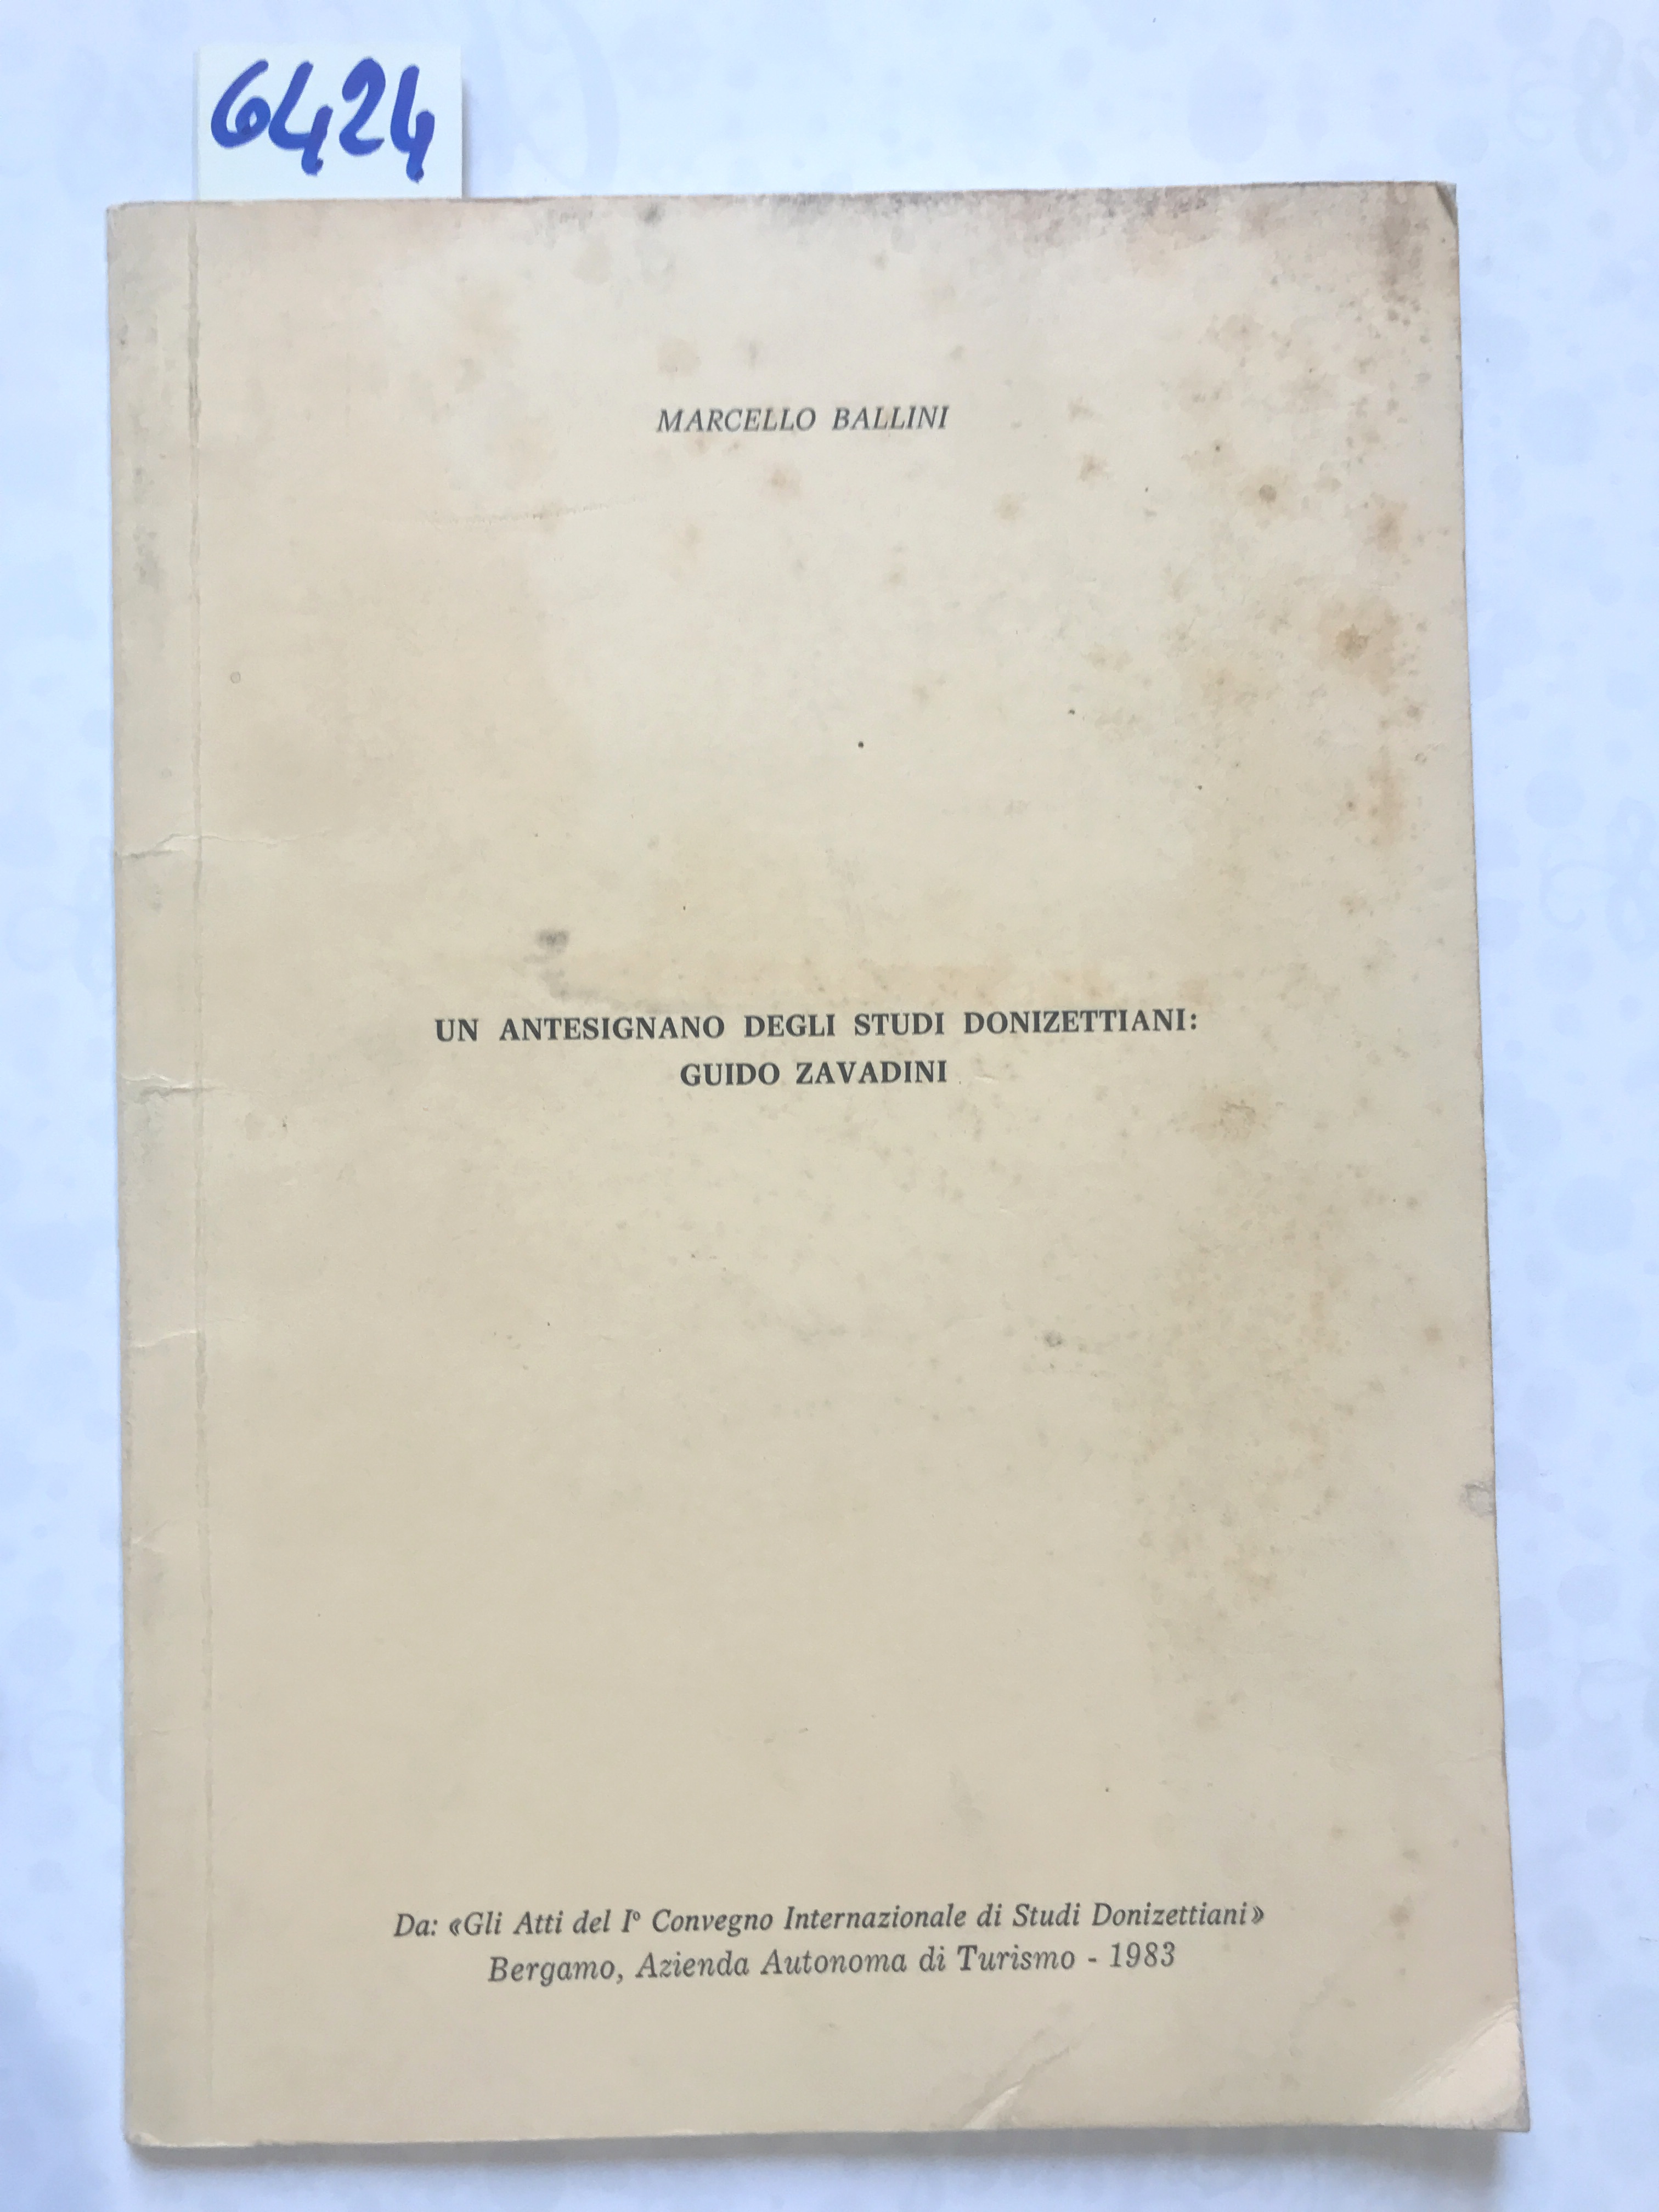 6424
MARCELLO BALLINI
UN ANTESIGNANO DEGLI STUDI DONIZETTIANI:
GUIDO ZAVADINI
Da: «Gli Atti del Iº Convegno Internazionale di Studi Donizettiani»
Bergamo, Azienda Autonoma di Turismo - 1983